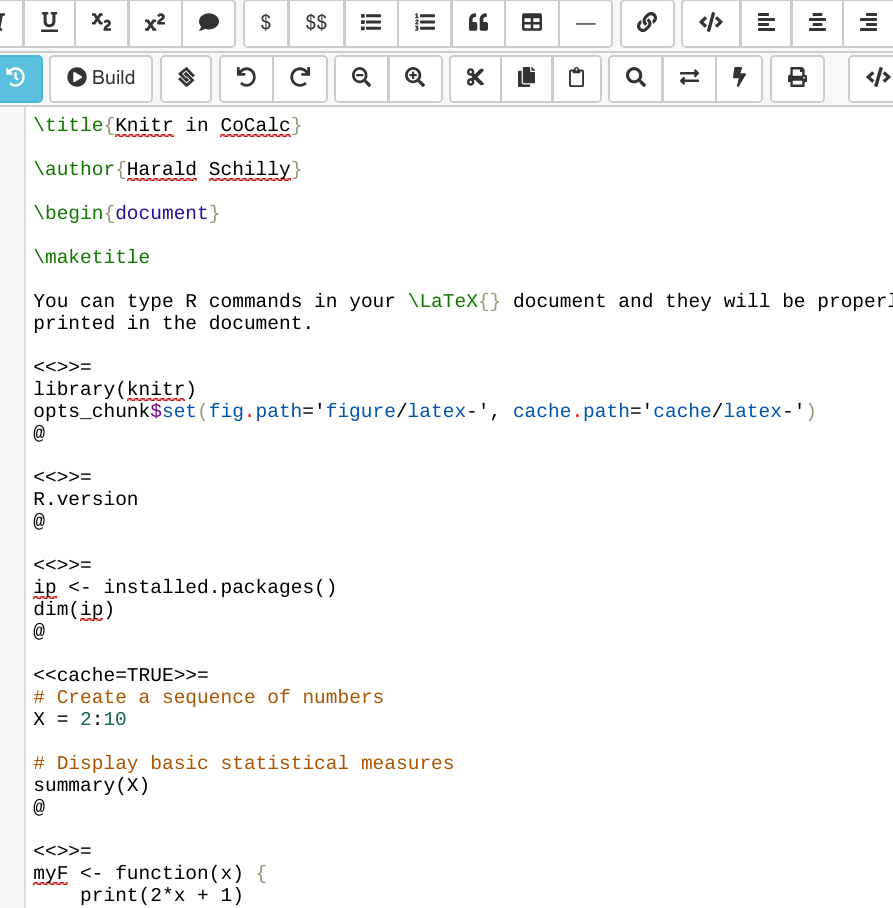 U x₂ x² $ $$ —
Build
\title{Knitr in CoCalc}
\author{Harald Schilly}
\begin{document}
\maketitle
You can type R commands in your \LaTeX{} document and they will be
printed in the document.
<<>>=
library(knitr)
opts_chunk$set(fig.path='figure/latex-', cache.path='cache/latex-')
@
<<>>=
R.version
@
<<>>=
ip <- installed.packages()
dim(ip)
@
<<cache=TRUE>>=
# Create a sequence of numbers
X = 2:10
# Display basic statistical measures
summary(X)
@
<<>>=
myF <- function(x) {
    print(2*x + 1)